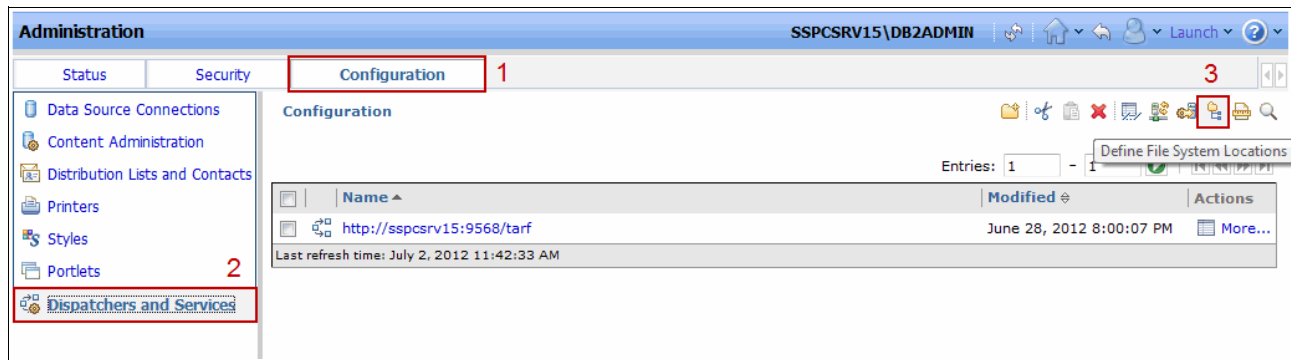 Administration SSPCSRV15\DB2ADMIN Launch ?
Status Security Configuration 1 3
Data Source Connections
Configuration
Content Administration
Define File System Locations
Distribution Lists and Contacts
Entries: 1 - 1
Printers
Name Modified Actions
Styles
http://sspcsrv15:9568/tarf June 28, 2012 8:00:07 PM More...
Last refresh time: July 2, 2012 11:42:33 AM
Portlets 2
Dispatchers and Services